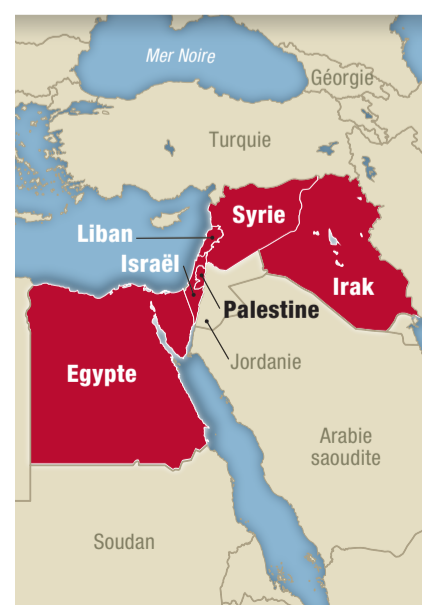 Mer Noire
Géorgie
Turquie
Syrie
Liban
Israël
Irak
Palestine
Jordanie
Egypte
Arabie
saoudite
Soudan